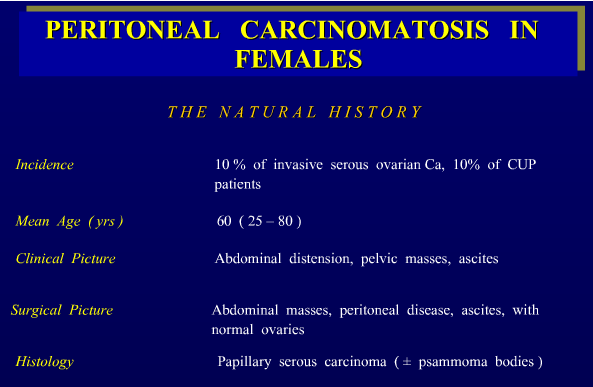 PERITONEAL CARCINOMATOSIS IN
FEMALES
THE NATURAL HISTORY
Incidence 10 % of invasive serous ovarian Ca, 10% of CUP
patients
Mean Age (yrs) 60 (25 – 80)
Clinical Picture Abdominal distension, pelvic masses, ascites
Surgical Picture Abdominal masses, peritoneal disease, ascites, with
normal ovaries
Histology Papillary serous carcinoma (± psammoma bodies)